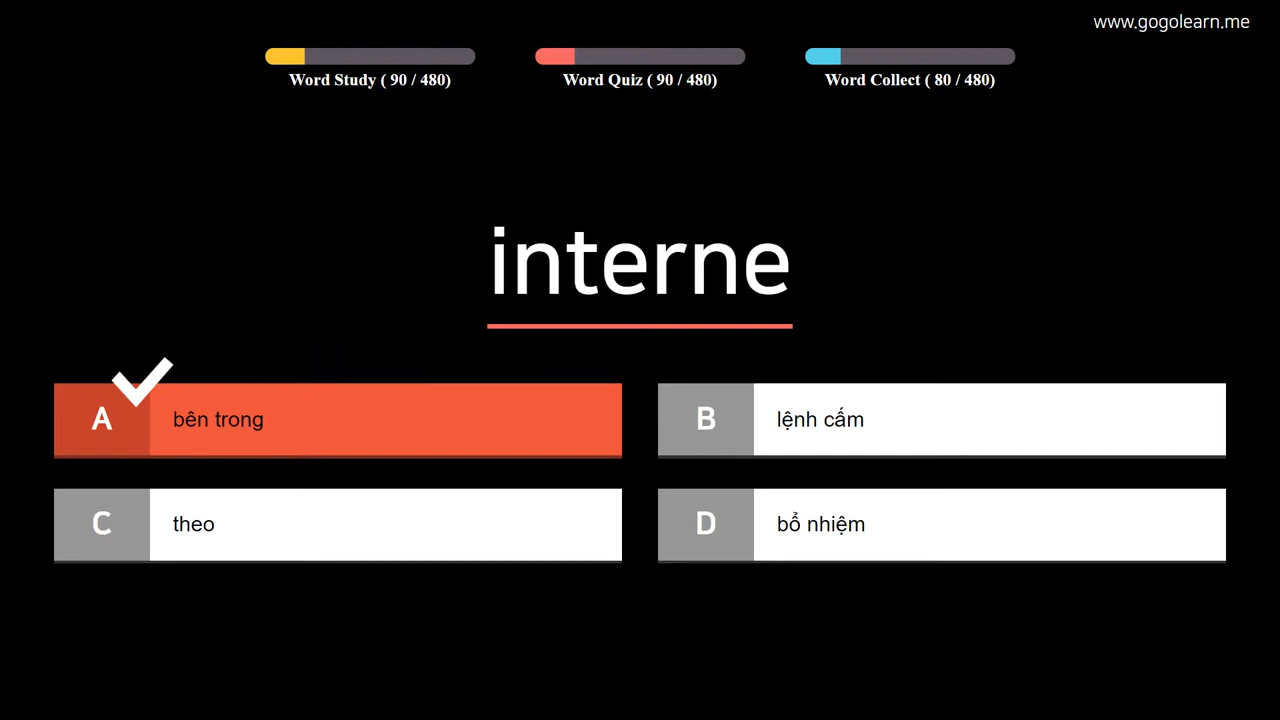 www.gogolearn.me
Word Study ( 90 / 480)
Word Quiz ( 90 / 480)
Word Collect ( 80 / 480)
interne
A bên trong
B lệnh cấm
C theo
D bổ nhiệm